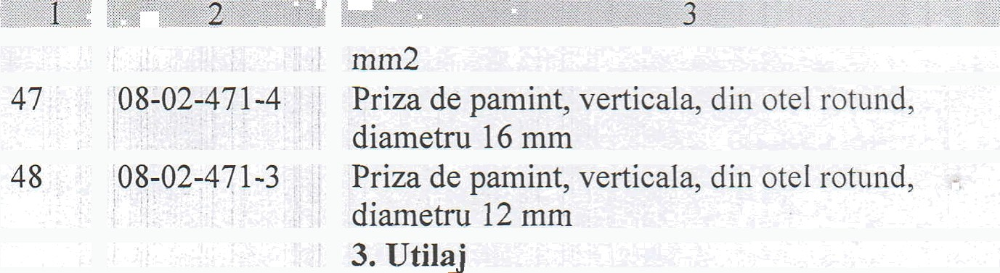 1 2 3
mm2
47 08-02-471-4 Priza de pamint, verticala, din otel rotund,
diametru 16 mm
48 08-02-471-3 Priza de pamint, verticala, din otel rotund,
diametru 12 mm
3. Utilaj